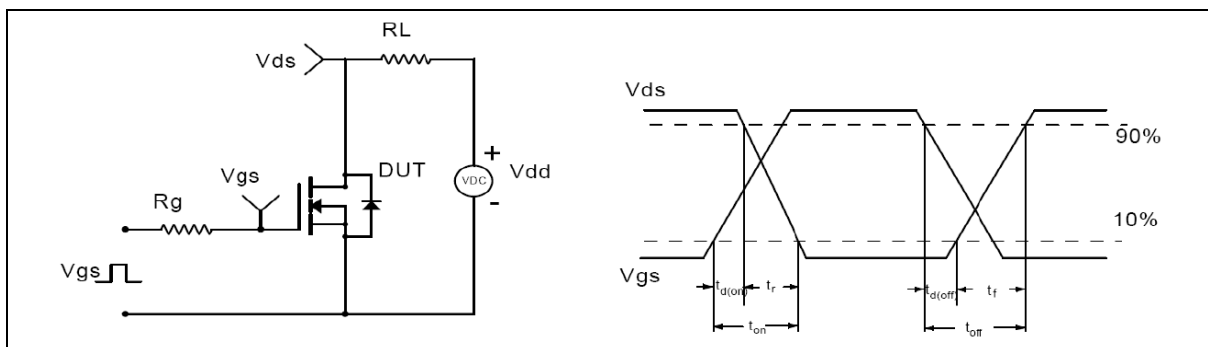 RL
Vds
Vgs
DUT
+
VDC
Vdd
-
Rg
Vgs
Vds
90%
10%
Vgs
td(on)
tr
ton
td(off)
tf
toff